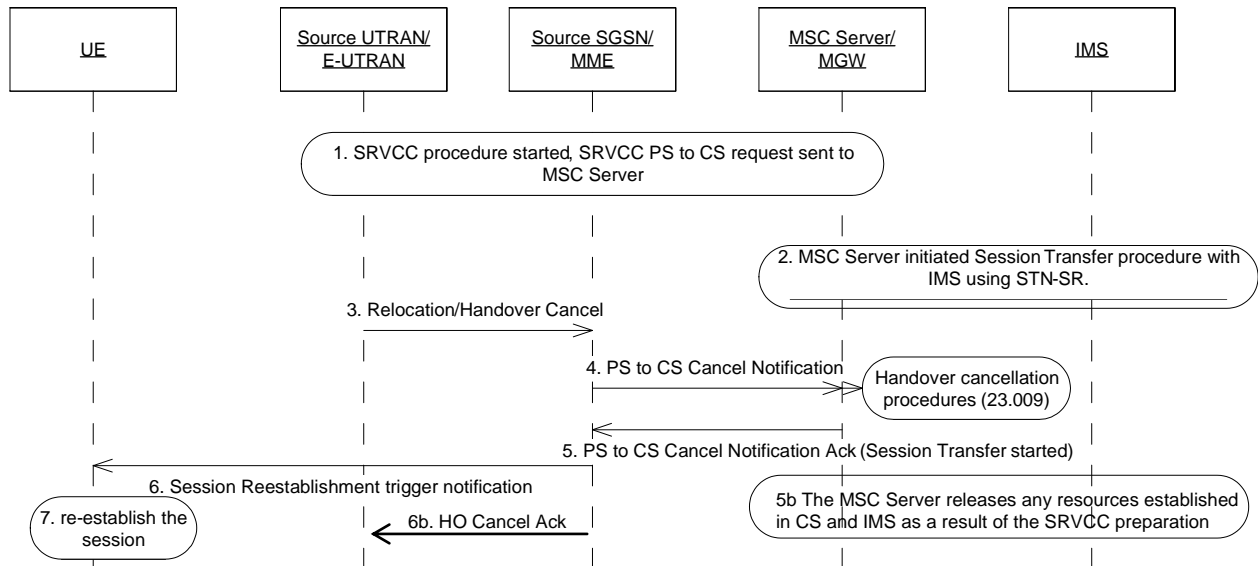 UE
Source UTRAN/
E-UTRAN
Source SGSN/
MME
MSC Server/
MGW
IMS
1. SRVCC procedure started, SRVCC PS to CS request sent to
MSC Server
2. MSC Server initiated Session Transfer procedure with
IMS using STN-SR.
3. Relocation/Handover Cancel
4. PS to CS Cancel Notification
Handover cancellation
procedures (23.009)
5. PS to CS Cancel Notification Ack (Session Transfer started)
6. Session Reestablishment trigger notification
5b The MSC Server releases any resources established
in CS and IMS as a result of the SRVCC preparation
7. re-establish the
session
6b. HO Cancel Ack